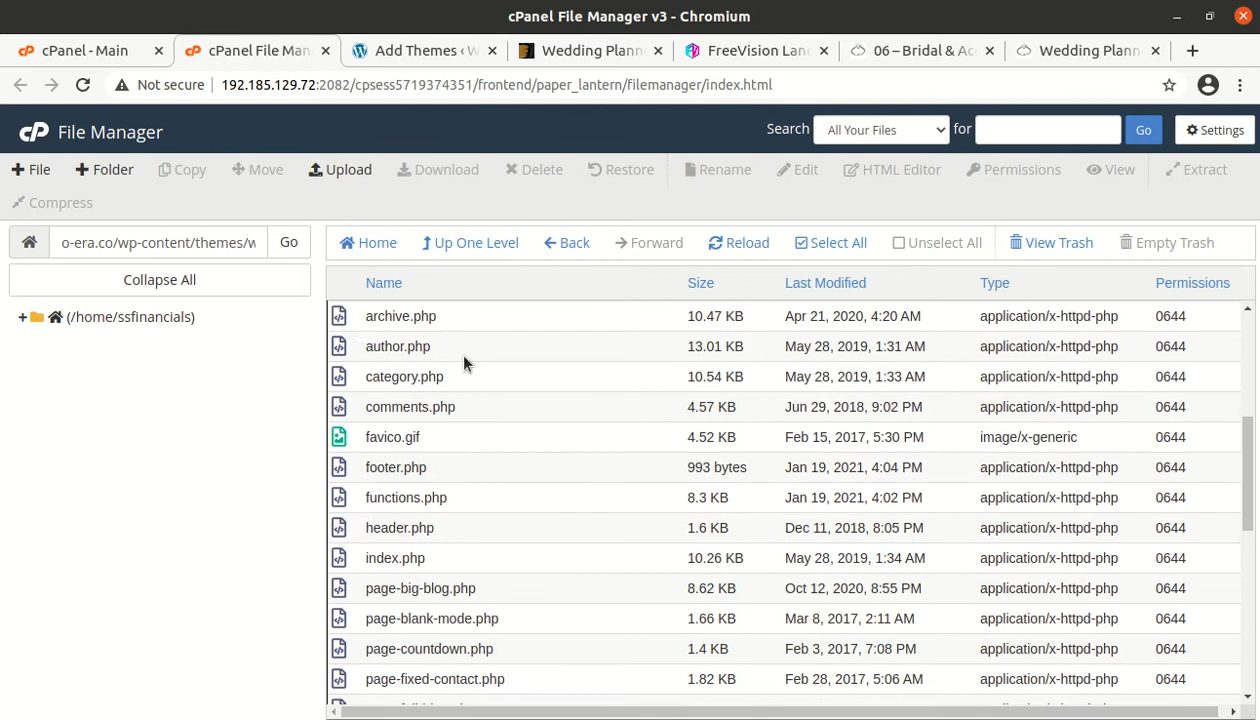 cPanel File Manager v3 - Chromium
cPanel - Main
cPanel File Man
Add Themes ‹ W
Wedding Plann
FreeVision Lan
06 – Bridal & Ac
Wedding Plann
Not secure
192.185.129.72:2082/cpsess5719374351/frontend/paper_lantern/filemanager/index.html
cP File Manager
Search All Your Files for Go Settings
File Folder Copy Move Upload Download Delete Restore Rename Edit HTML Editor Permissions View Extract
Compress
o-era.co/wp-content/themes/w Go
Home Up One Level Back Forward Reload Select All Unselect All View Trash Empty Trash
Collapse All
+ (/home/ssfinancials)
Name Size Last Modified Type Permissions
archive.php 10.47 KB Apr 21, 2020, 4:20 AM application/x-httpd-php 0644
author.php 13.01 KB May 28, 2019, 1:31 AM application/x-httpd-php 0644
category.php 10.54 KB May 28, 2019, 1:33 AM application/x-httpd-php 0644
comments.php 4.57 KB Jun 29, 2018, 9:02 PM application/x-httpd-php 0644
favico.gif 4.52 KB Feb 15, 2017, 5:30 PM image/x-generic 0644
footer.php 993 bytes Jan 19, 2021, 4:04 PM application/x-httpd-php 0644
functions.php 8.3 KB Jan 19, 2021, 4:02 PM application/x-httpd-php 0644
header.php 1.6 KB Dec 11, 2018, 8:05 PM application/x-httpd-php 0644
index.php 10.26 KB May 28, 2019, 1:34 AM application/x-httpd-php 0644
page-big-blog.php 8.62 KB Oct 12, 2020, 8:55 PM application/x-httpd-php 0644
page-blank-mode.php 1.66 KB Mar 8, 2017, 2:11 AM application/x-httpd-php 0644
page-countdown.php 1.4 KB Feb 3, 2017, 7:08 PM application/x-httpd-php 0644
page-fixed-contact.php 1.82 KB Feb 28, 2017, 5:06 AM application/x-httpd-php 0644